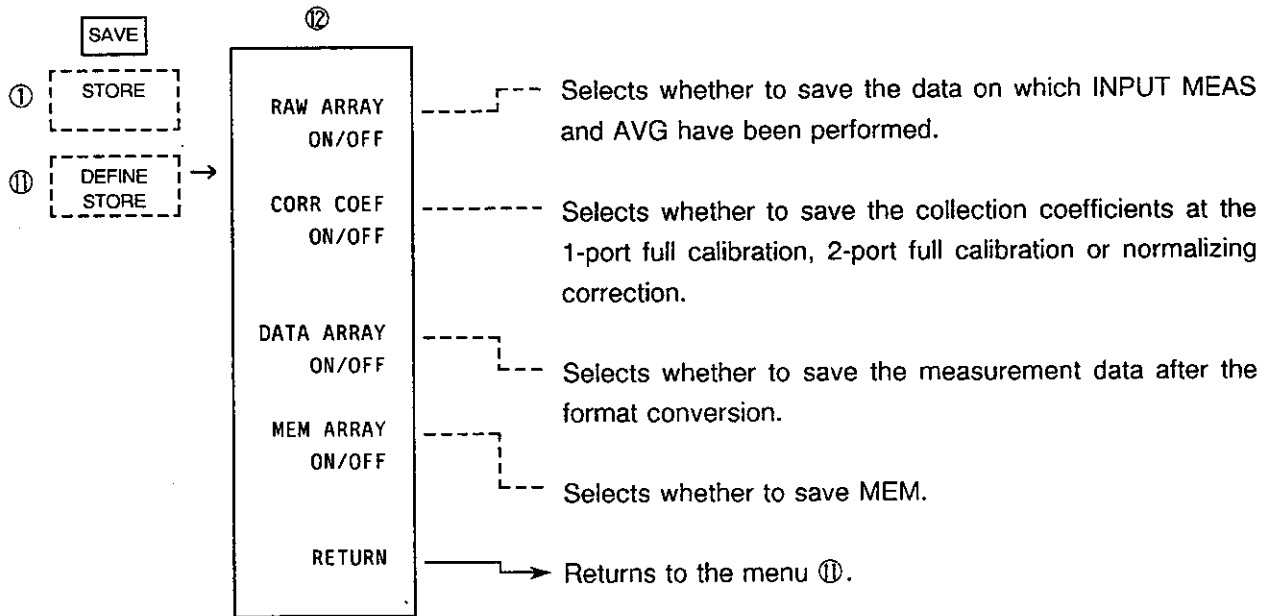 ⑫
SAVE
① STORE
⑪ DEFINE
STORE
→
RAW ARRAY
ON/OFF
Selects whether to save the data on which INPUT MEAS
and AVG have been performed.
CORR COEF
ON/OFF
Selects whether to save the collection coefficients at the
1-port full calibration, 2-port full calibration or normalizing
correction.
DATA ARRAY
ON/OFF
Selects whether to save the measurement data after the
format conversion.
MEM ARRAY
ON/OFF
Selects whether to save MEM.
RETURN
Returns to the menu ⑪.